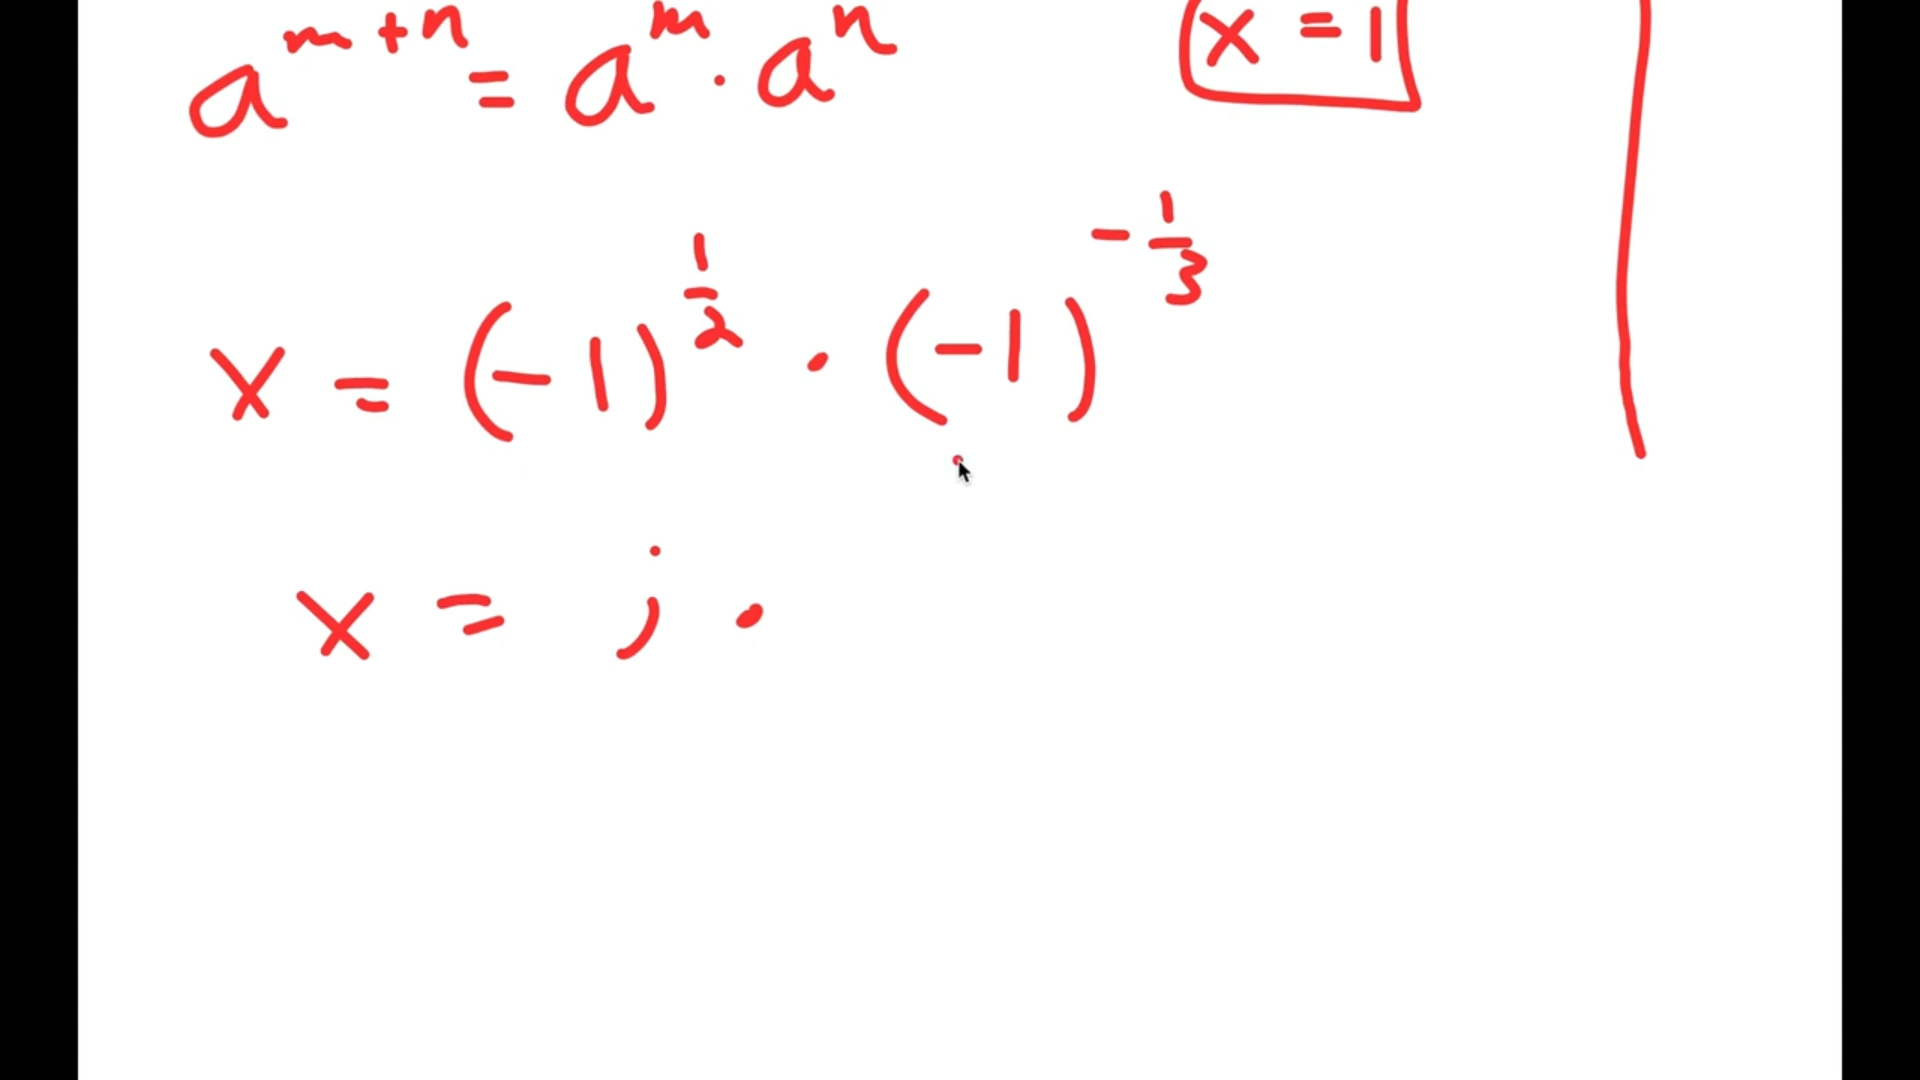 a^{m+n} = a^m · a^n
x = 1
x = (-1)^{1/2} · (-1)^{-1/3}
x = i ·